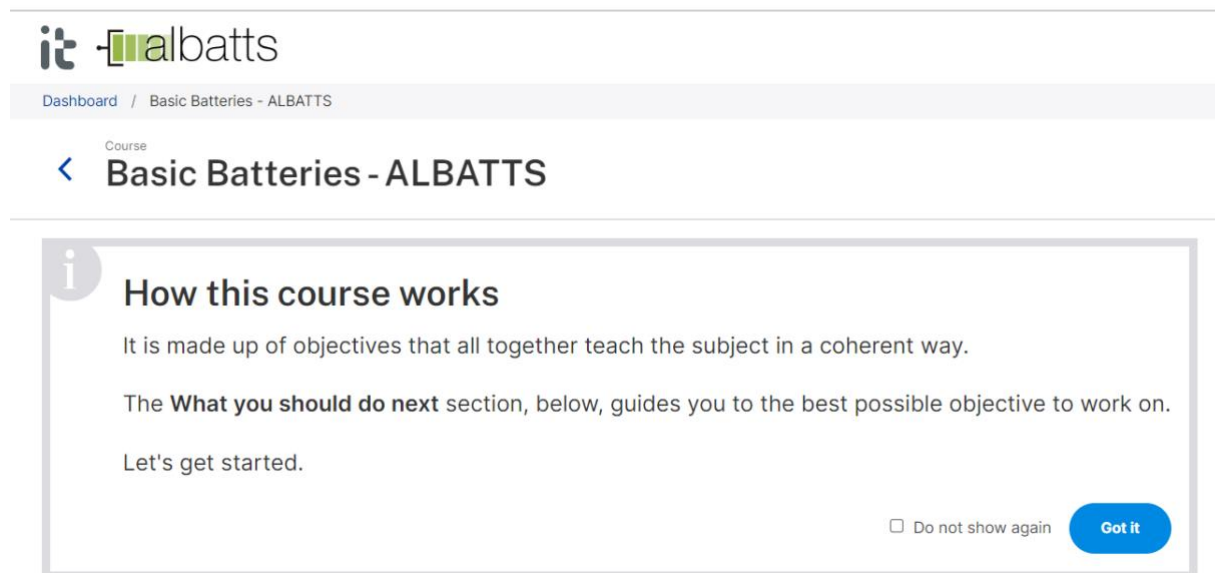 it albatts
Dashboard / Basic Batteries - ALBATTS
Course
Basic Batteries - ALBATTS
i
How this course works
It is made up of objectives that all together teach the subject in a coherent way.
The What you should do next section, below, guides you to the best possible objective to work on.
Let's get started.
Do not show again
Got it